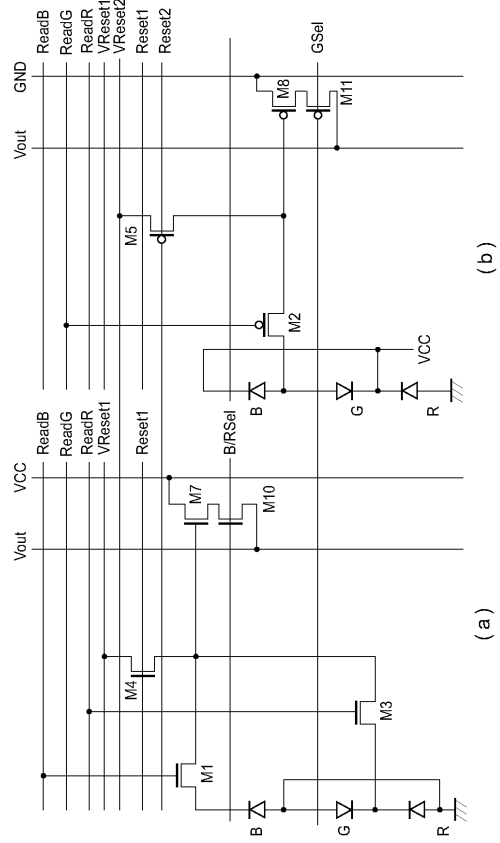 ReadB
ReadG
ReadR
VReset1
Reset1
VCC
Vout
B/RSel
M1
M3
M4
M7
M10
B
G
R
(a)
ReadB
ReadG
ReadR
VReset1
VReset2
Reset1
Reset2
GND
Vout
GSel
M2
M5
M8
M11
B
G
R
VCC
(b)